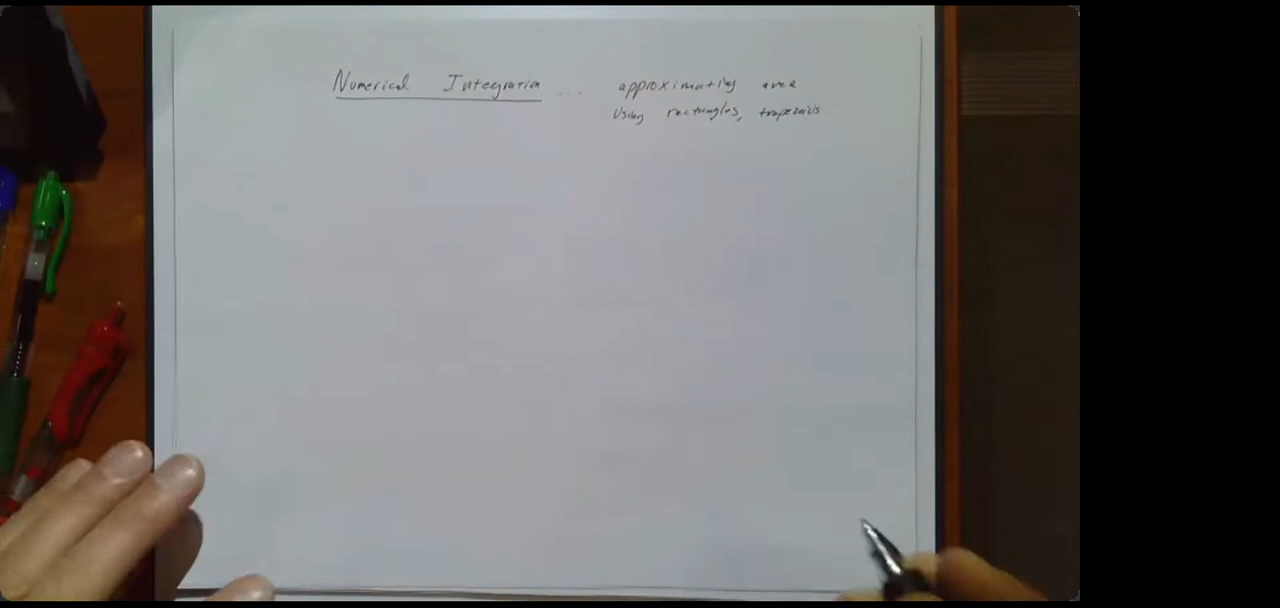 Numerical Integration ... approximating area
Using rectangles, trapezoids